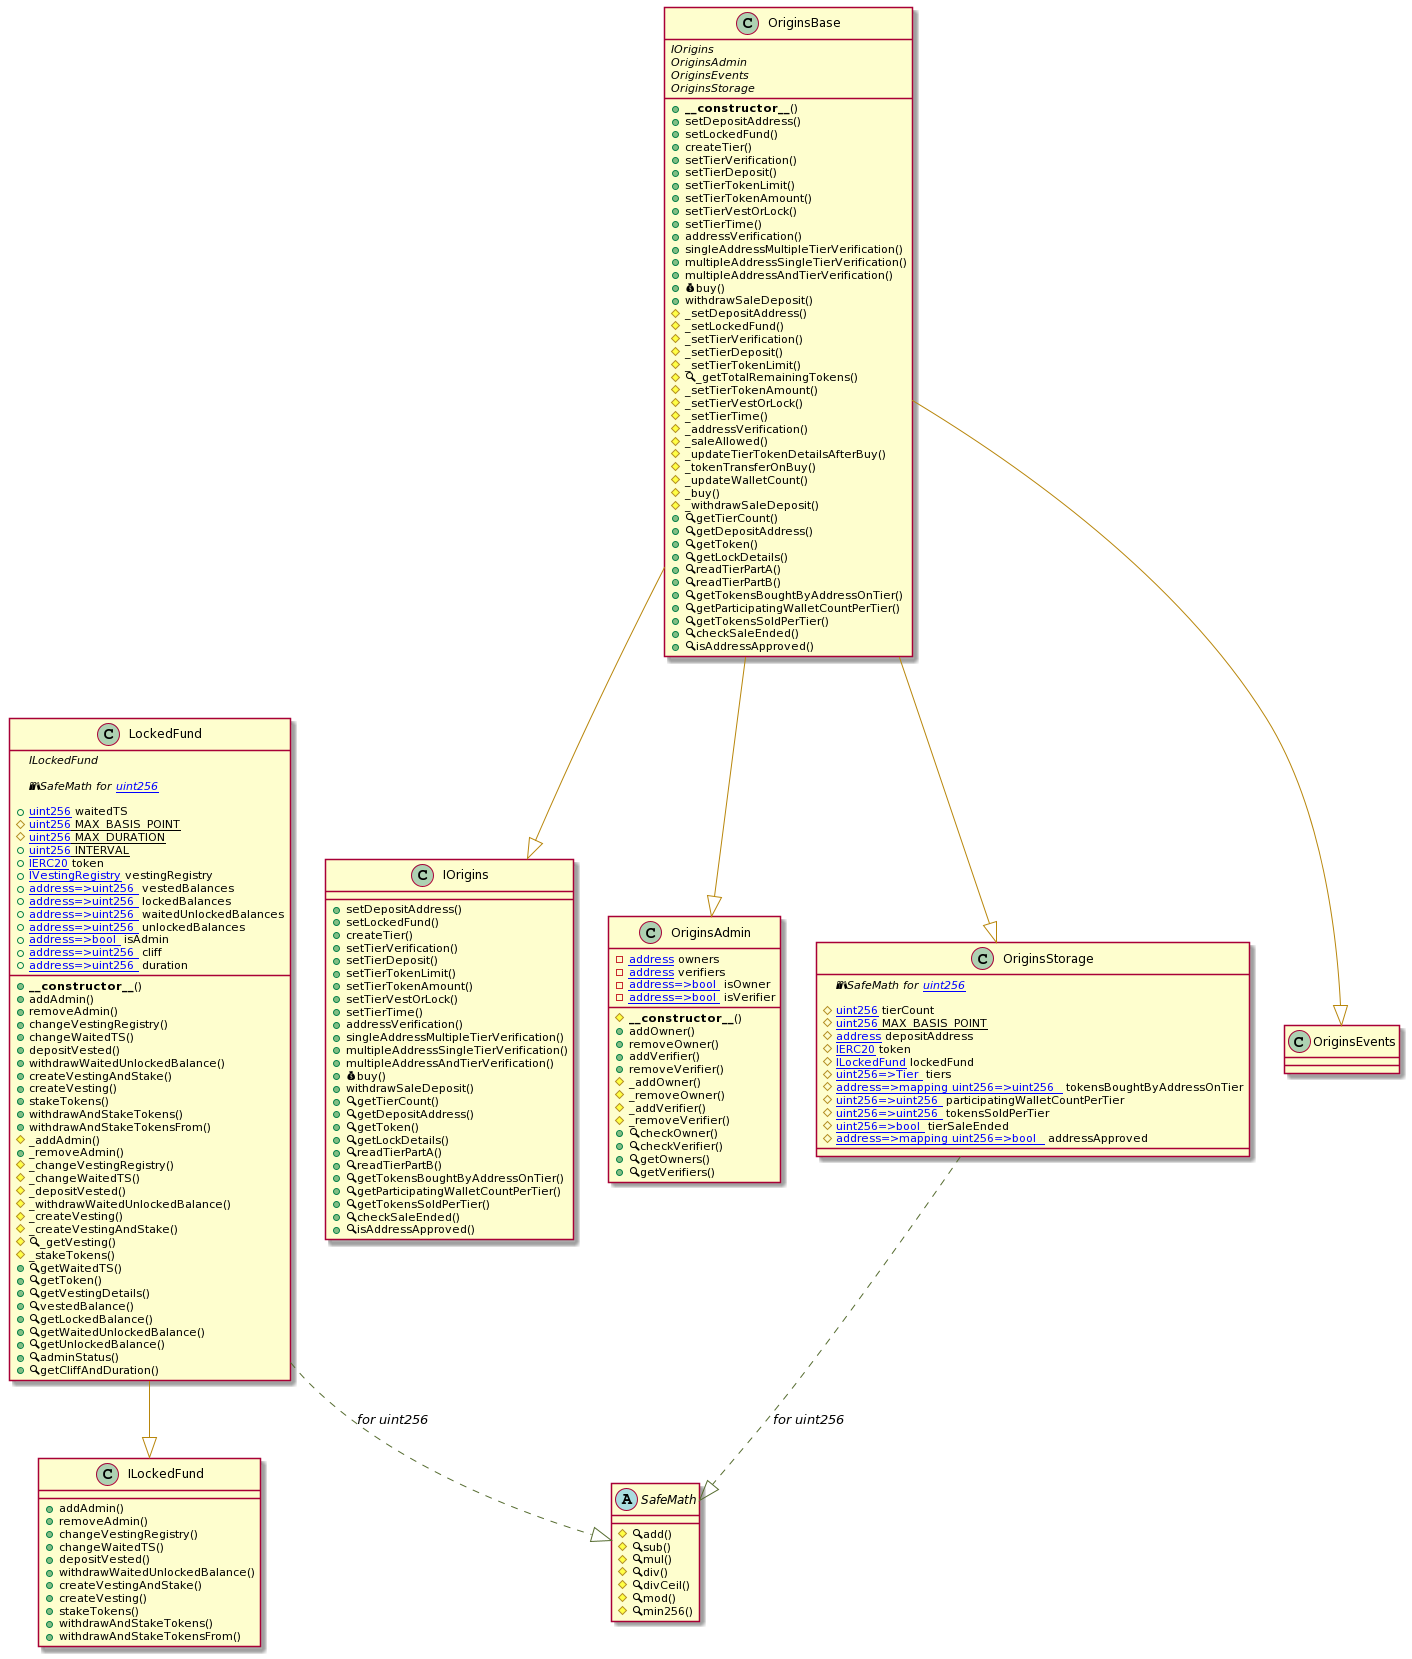 C OriginsBase
IOrigins
OriginsAdmin
OriginsEvents
OriginsStorage
__constructor__()
setDepositAddress()
setLockedFund()
createTier()
setTierVerification()
setTierDeposit()
setTierTokenLimit()
setTierTokenAmount()
setTierVestOrLock()
setTierTime()
addressVerification()
singleAddressMultipleTierVerification()
multipleAddressSingleTierVerification()
multipleAddressAndTierVerification()
buy()
withdrawSaleDeposit()
_setDepositAddress()
_setLockedFund()
_setTierVerification()
_setTierDeposit()
_setTierTokenLimit()
_getTotalRemainingTokens()
_setTierTokenAmount()
_setTierVestOrLock()
_setTierTime()
_addressVerification()
_saleAllowed()
_updateTierTokenDetailsAfterBuy()
_tokenTransferOnBuy()
_updateWalletCount()
_buy()
_withdrawSaleDeposit()
getTierCount()
getDepositAddress()
getToken()
getLockDetails()
readTierPartA()
readTierPartB()
getTokensBoughtByAddressOnTier()
getParticipatingWalletCountPerTier()
getTokensSoldPerTier()
checkSaleEnded()
isAddressApproved()
C LockedFund
ILockedFund
SafeMath for uint256
uint256 waitedTS
uint256 MAX_BASIS_POINT
uint256 MAX_DURATION
uint256 INTERVAL
IERC20 token
IVestingRegistry vestingRegistry
address=>uint256 vestedBalances
address=>uint256 lockedBalances
address=>uint256 waitedUnlockedBalances
address=>uint256 unlockedBalances
address=>bool isAdmin
address=>uint256 cliff
address=>uint256 duration
__constructor__()
addAdmin()
removeAdmin()
changeVestingRegistry()
changeWaitedTS()
depositVested()
withdrawWaitedUnlockedBalance()
createVestingAndStake()
createVesting()
stakeTokens()
withdrawAndStakeTokens()
withdrawAndStakeTokensFrom()
_addAdmin()
_removeAdmin()
_changeVestingRegistry()
_changeWaitedTS()
_depositVested()
_withdrawWaitedUnlockedBalance()
_createVesting()
_createVestingAndStake()
_getVesting()
_stakeTokens()
getWaitedTS()
getToken()
getVestingDetails()
vestedBalance()
getLockedBalance()
getWaitedUnlockedBalance()
getUnlockedBalance()
adminStatus()
getCliffAndDuration()
C IOrigins
setDepositAddress()
setLockedFund()
createTier()
setTierVerification()
setTierDeposit()
setTierTokenLimit()
setTierTokenAmount()
setTierVestOrLock()
setTierTime()
addressVerification()
singleAddressMultipleTierVerification()
multipleAddressSingleTierVerification()
multipleAddressAndTierVerification()
buy()
withdrawSaleDeposit()
getTierCount()
getDepositAddress()
getToken()
getLockDetails()
readTierPartA()
readTierPartB()
getTokensBoughtByAddressOnTier()
getParticipatingWalletCountPerTier()
getTokensSoldPerTier()
checkSaleEnded()
isAddressApproved()
C OriginsAdmin
address owners
address verifiers
address=>bool isOwner
address=>bool isVerifier
__constructor__()
addOwner()
removeOwner()
addVerifier()
removeVerifier()
_addOwner()
_removeOwner()
_addVerifier()
_removeVerifier()
checkOwner()
checkVerifier()
getOwners()
getVerifiers()
C OriginsStorage
SafeMath for uint256
uint256 tierCount
uint256 MAX_BASIS_POINT
address depositAddress
IERC20 token
ILockedFund lockedFund
uint256=>Tier tiers
address=>mapping uint256=>uint256 tokensBoughtByAddressOnTier
uint256=>uint256 participatingWalletCountPerTier
uint256=>uint256 tokensSoldPerTier
uint256=>bool tierSaleEnded
address=>mapping uint256=>bool addressApproved
C OriginsEvents
for uint256
for uint256
C ILockedFund
addAdmin()
removeAdmin()
changeVestingRegistry()
changeWaitedTS()
depositVested()
withdrawWaitedUnlockedBalance()
createVestingAndStake()
createVesting()
stakeTokens()
withdrawAndStakeTokens()
withdrawAndStakeTokensFrom()
A SafeMath
add()
sub()
mul()
div()
divCeil()
mod()
min256()